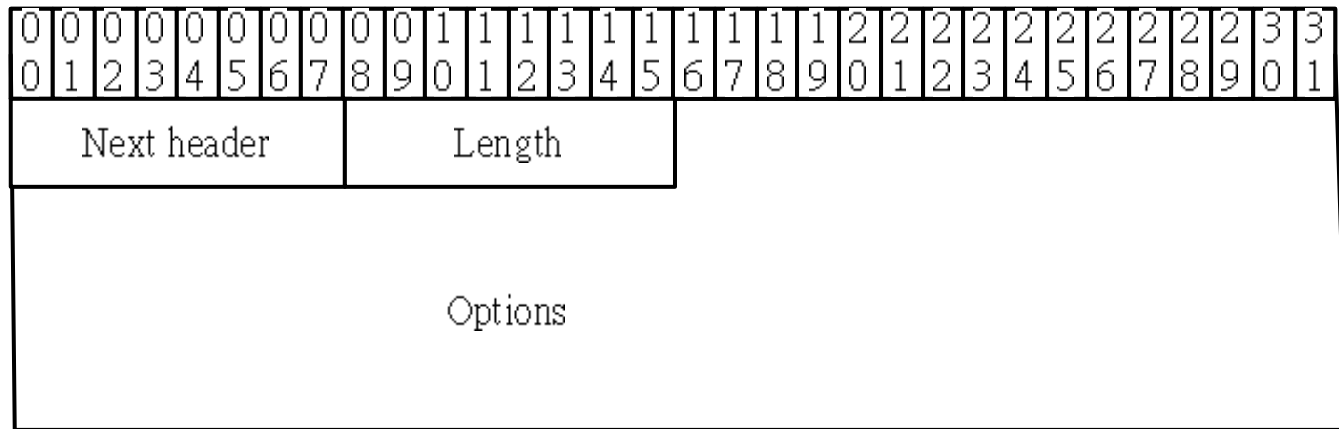 0 0 0 0 0 0 0 0 0 0 1 1 1 1 1 1 1 1 1 1 2 2 2 2 2 2 2 2 2 2 3 3
0 1 2 3 4 5 6 7 8 9 0 1 2 3 4 5 6 7 8 9 0 1 2 3 4 5 6 7 8 9 0 1
Next header Length
Options